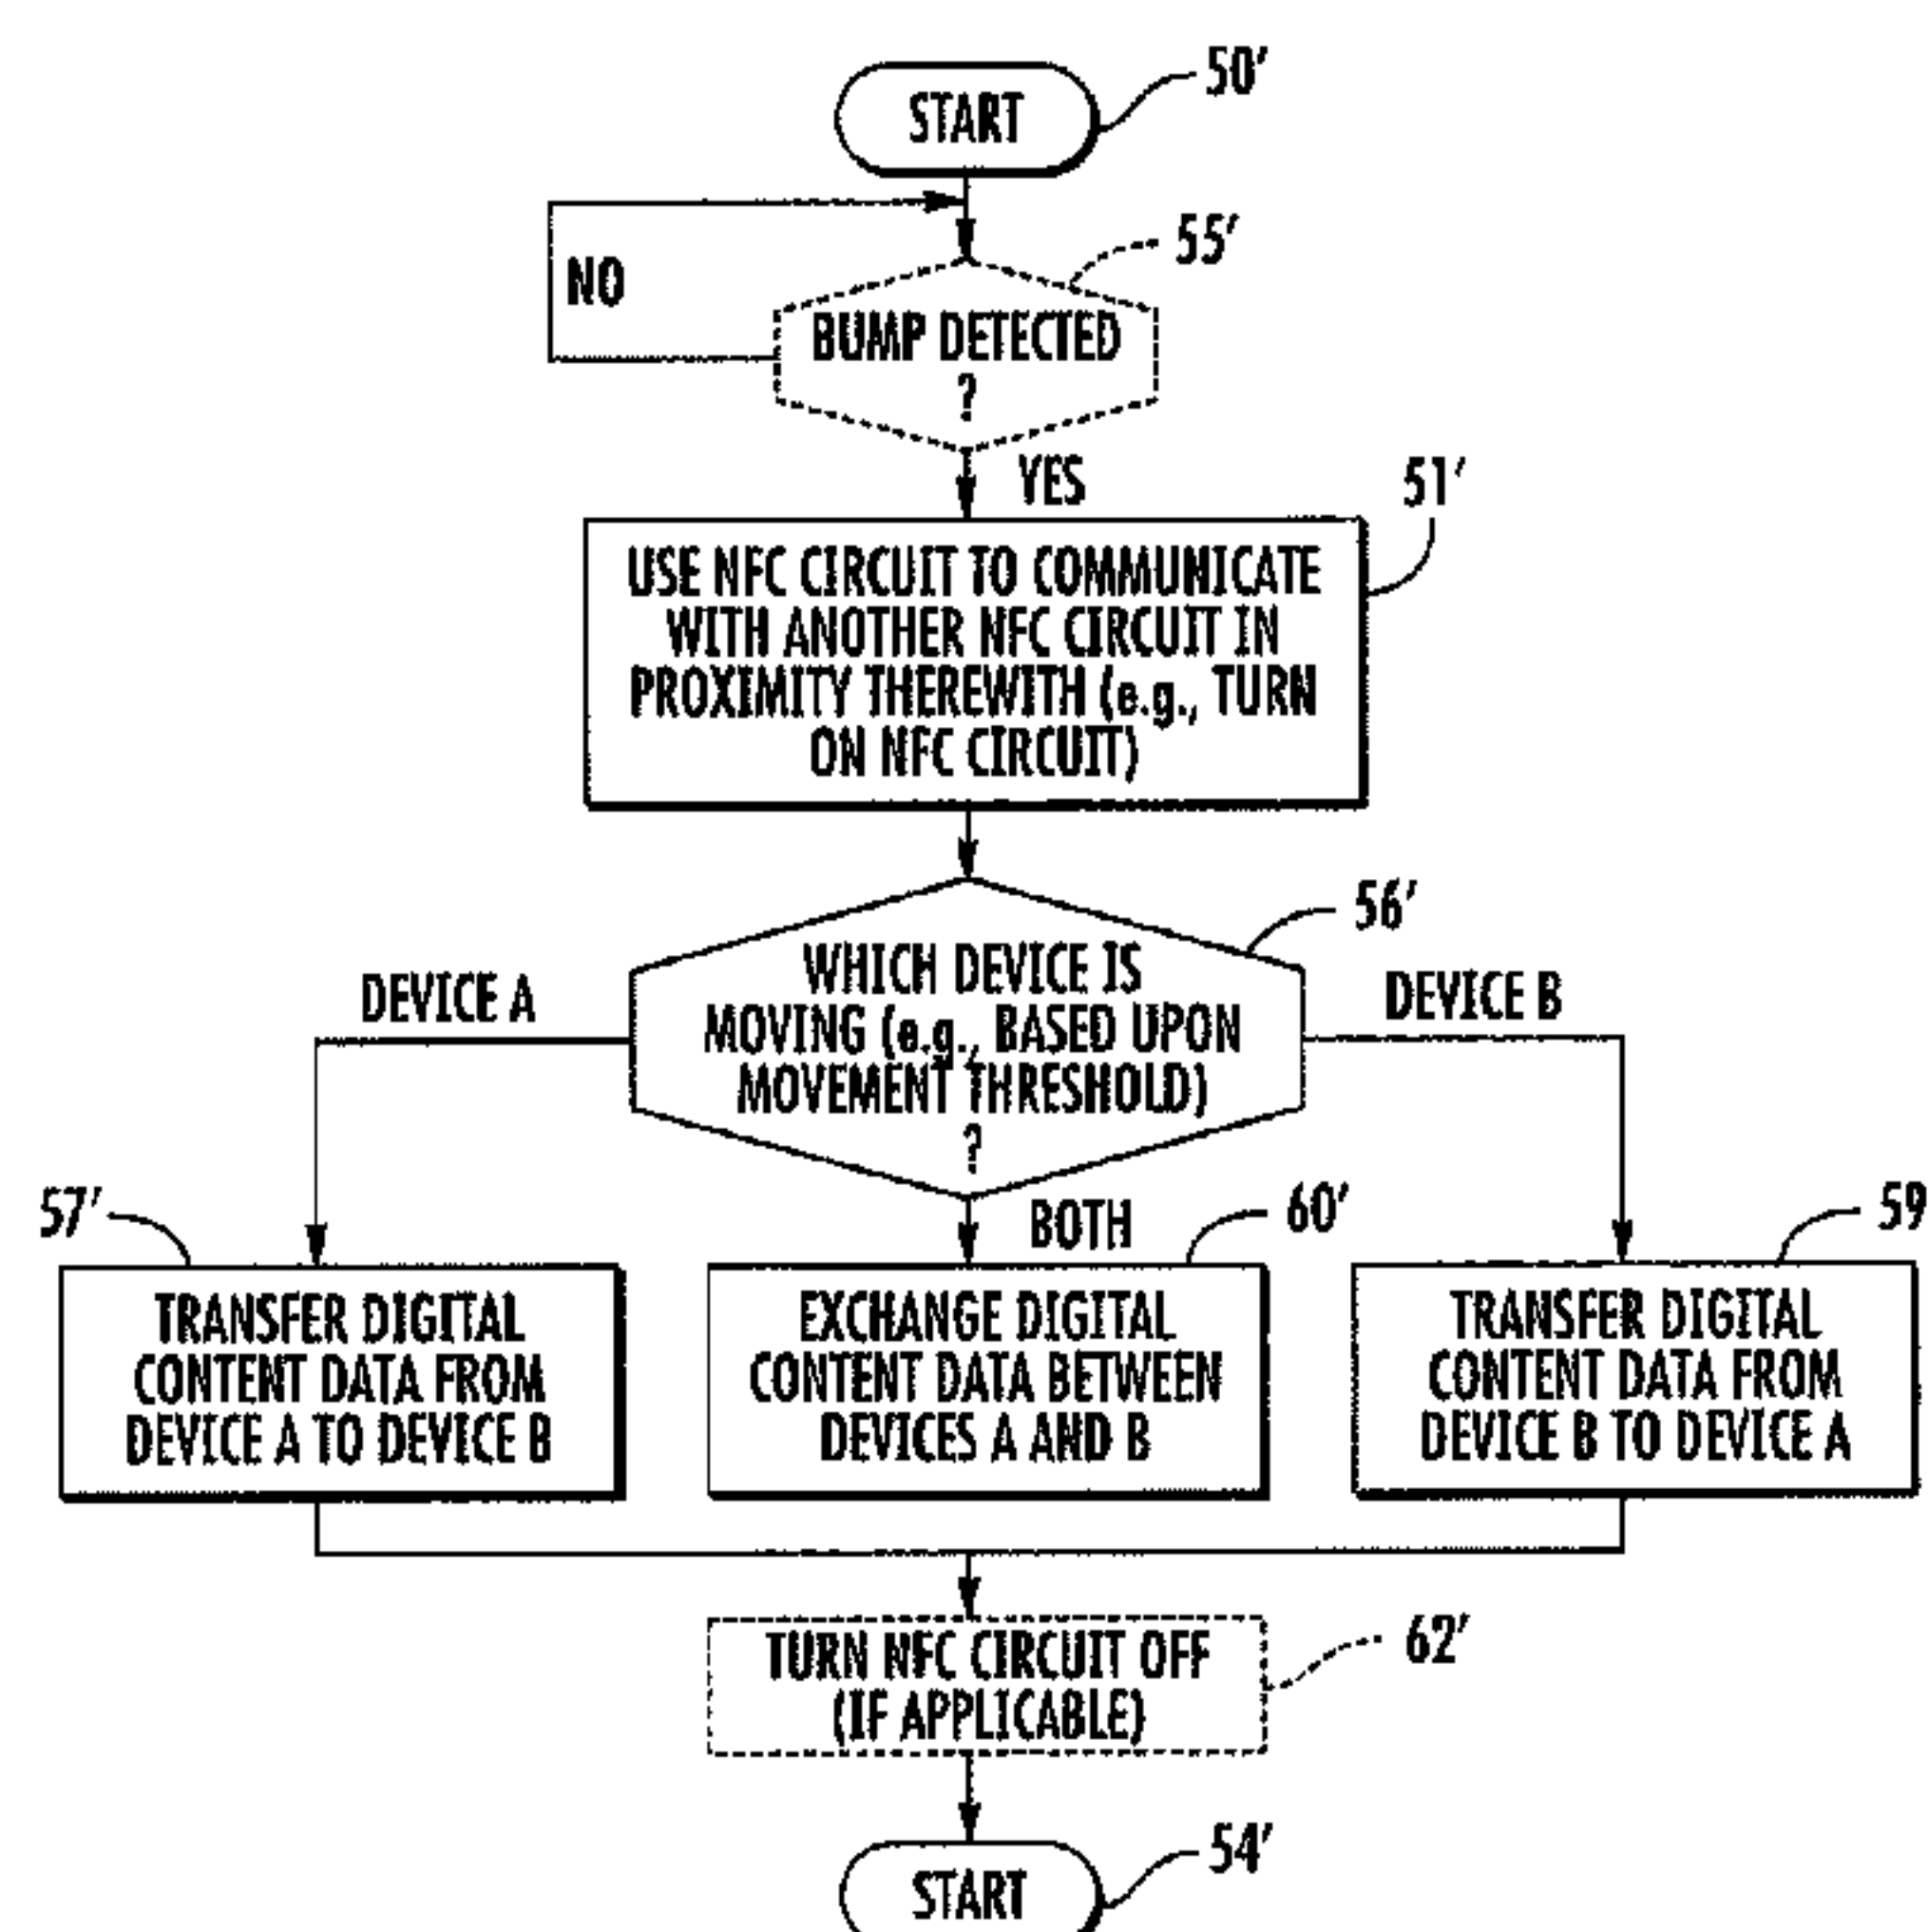 START
50'
NO
55'
BUMP DETECTED
?
YES
51'
USE NFC CIRCUIT TO COMMUNICATE
WITH ANOTHER NFC CIRCUIT IN
PROXIMITY THEREWITH (e.g., TURN
ON NFC CIRCUIT)
56'
WHICH DEVICE IS
MOVING (e.g., BASED UPON
MOVEMENT THRESHOLD)
?
DEVICE A
DEVICE B
BOTH
57'
60'
59
TRANSFER DIGITAL
CONTENT DATA FROM
DEVICE A TO DEVICE B
EXCHANGE DIGITAL
CONTENT DATA BETWEEN
DEVICES A AND B
TRANSFER DIGITAL
CONTENT DATA FROM
DEVICE B TO DEVICE A
TURN NFC CIRCUIT OFF
(IF APPLICABLE)
62'
START
54'